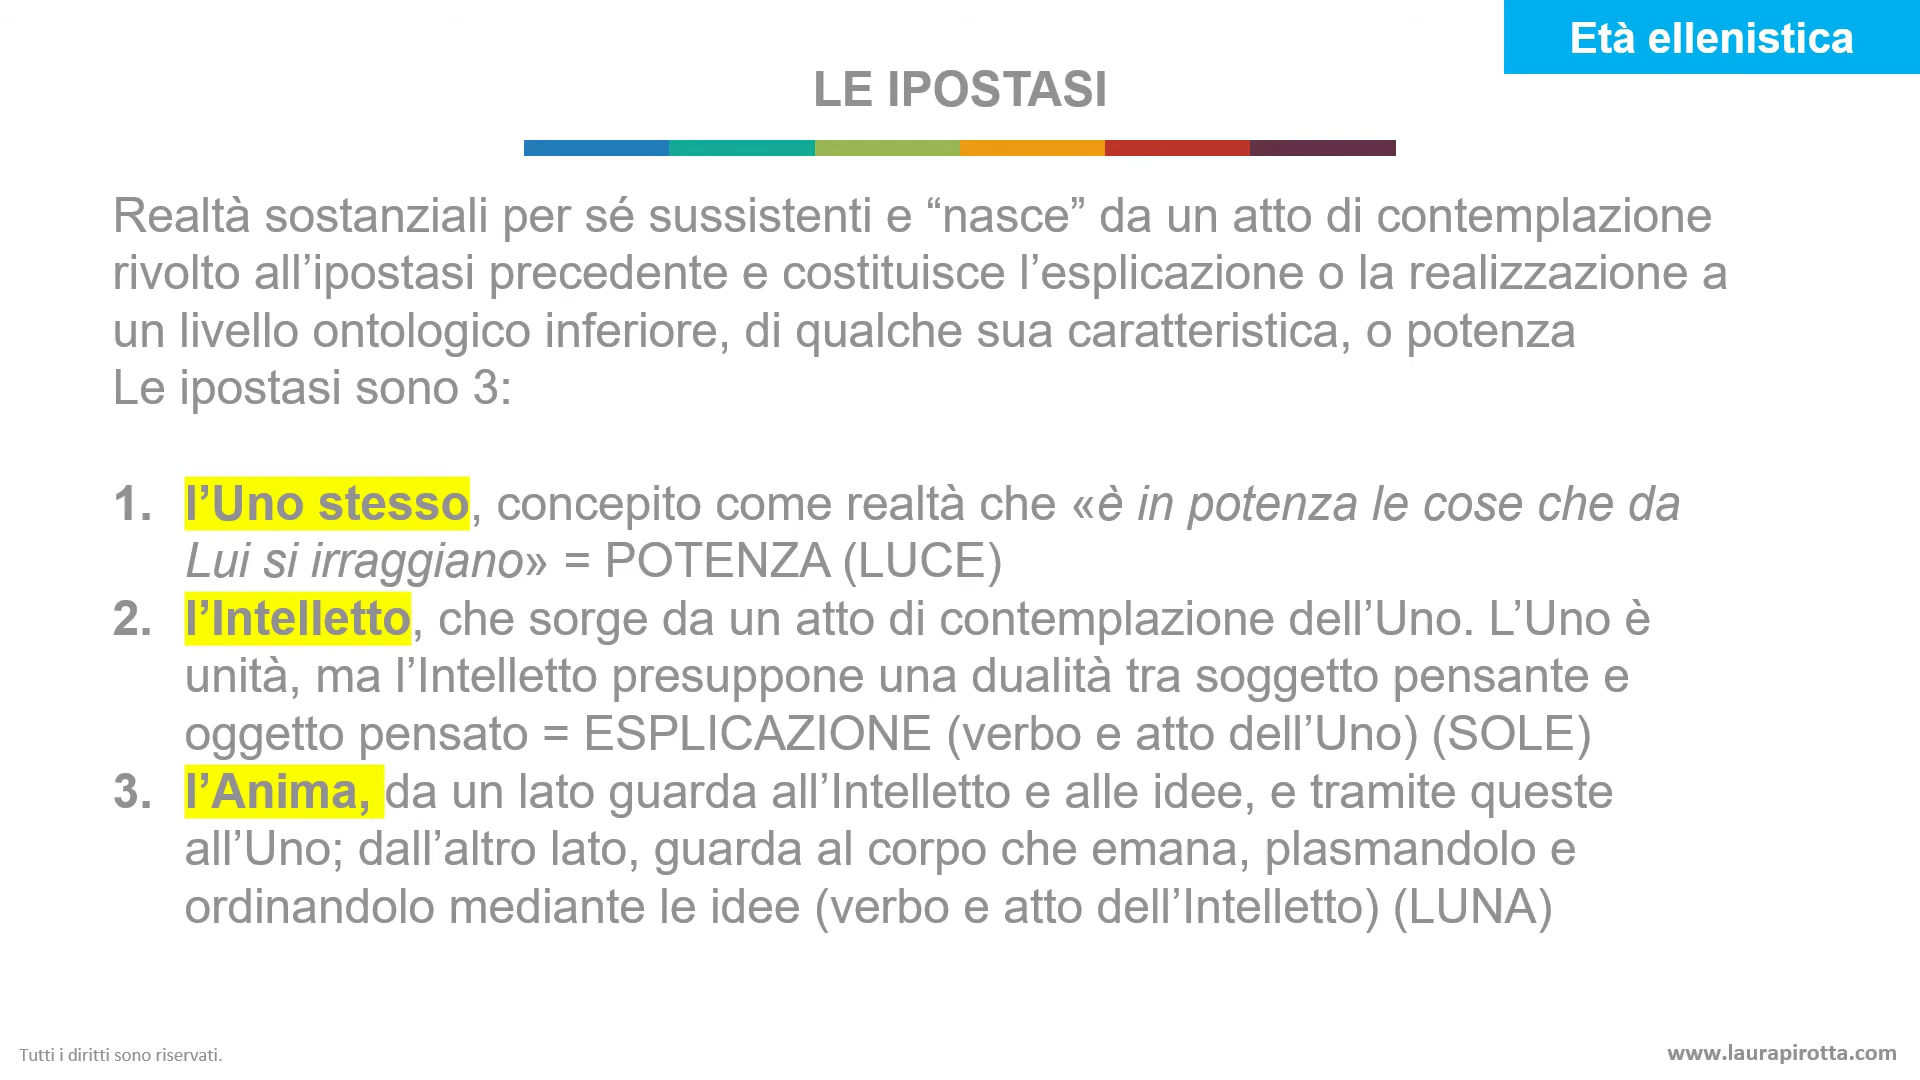 Età ellenistica
LE IPOSTASI
Realtà sostanziali per sé sussistenti e “nasce” da un atto di contemplazione
rivolto all’ipostasi precedente e costituisce l’esplicazione o la realizzazione a
un livello ontologico inferiore, di qualche sua caratteristica, o potenza
Le ipostasi sono 3:
1. l’Uno stesso, concepito come realtà che «è in potenza le cose che da
Lui si irraggiano» = POTENZA (LUCE)
2. l’Intelletto, che sorge da un atto di contemplazione dell’Uno. L’Uno è
unità, ma l’Intelletto presuppone una dualità tra soggetto pensante e
oggetto pensato = ESPLICAZIONE (verbo e atto dell’Uno) (SOLE)
3. l’Anima, da un lato guarda all’Intelletto e alle idee, e tramite queste
all’Uno; dall’altro lato, guarda al corpo che emana, plasmandolo e
ordinandolo mediante le idee (verbo e atto dell’Intelletto) (LUNA)
Tutti i diritti sono riservati.
www.laurapirotta.com